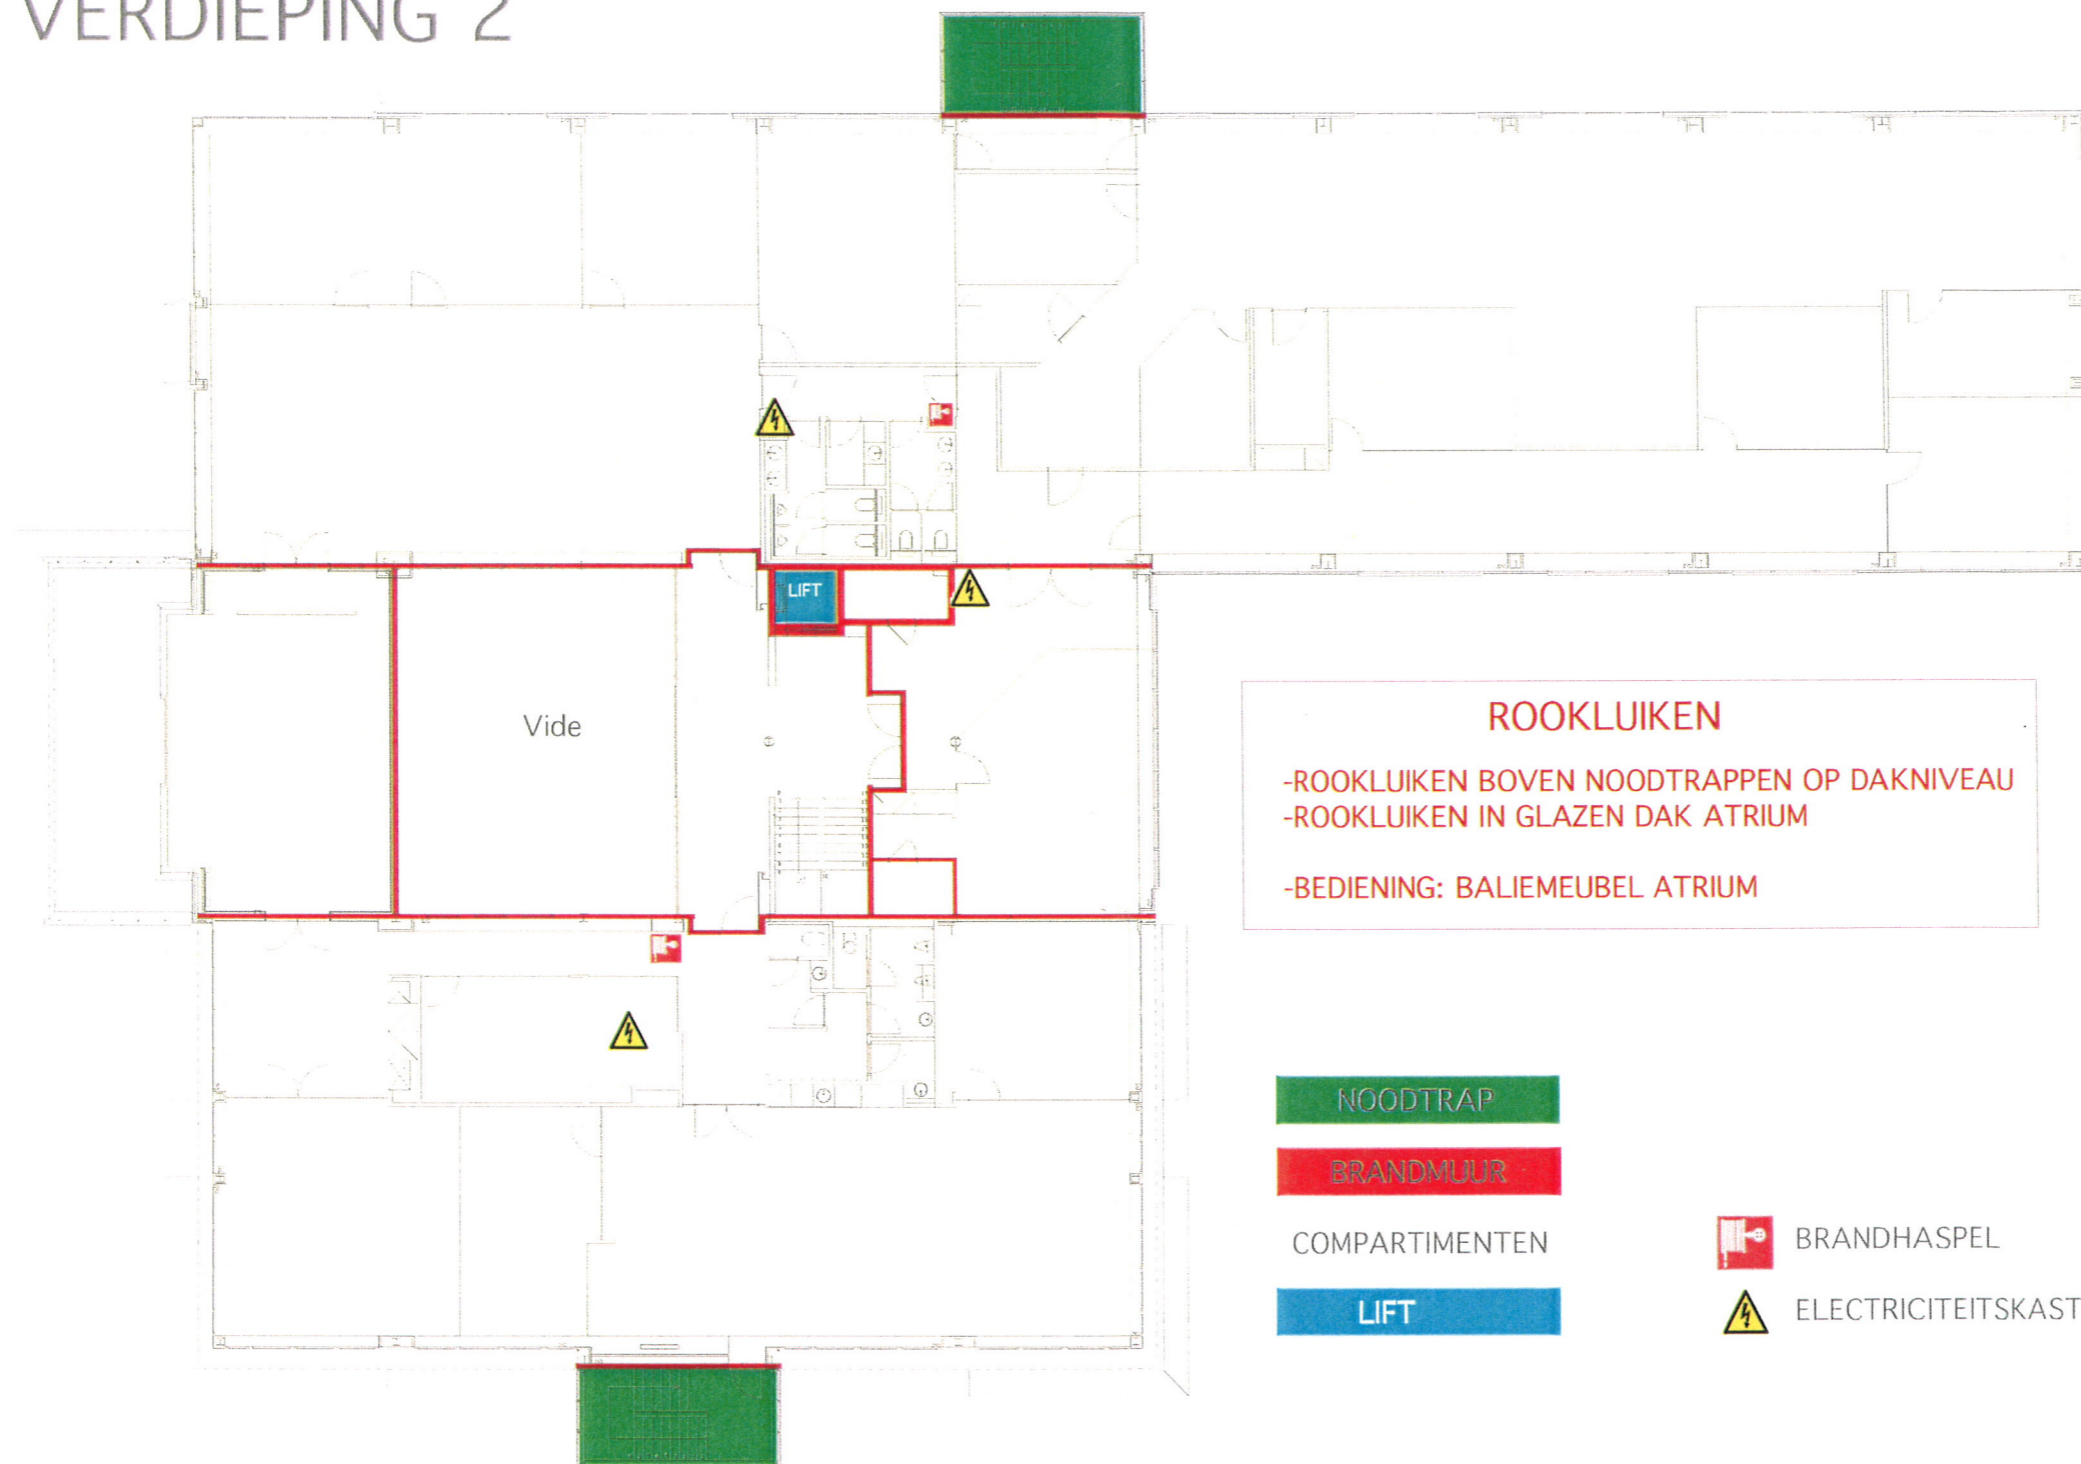 VERDIEPING 2
LIFT
Vide
ROOKLUIKEN
-ROOKLUIKEN BOVEN NOODTRAPPEN OP DAKNIVEAU
-ROOKLUIKEN IN GLAZEN DAK ATRIUM
-BEDIENING: BALIEMEUBEL ATRIUM
NOODTRAP
BRANDMUUR
COMPARTIMENTEN
LIFT
BRANDHASPEL
ELECTRICITEITSKAST